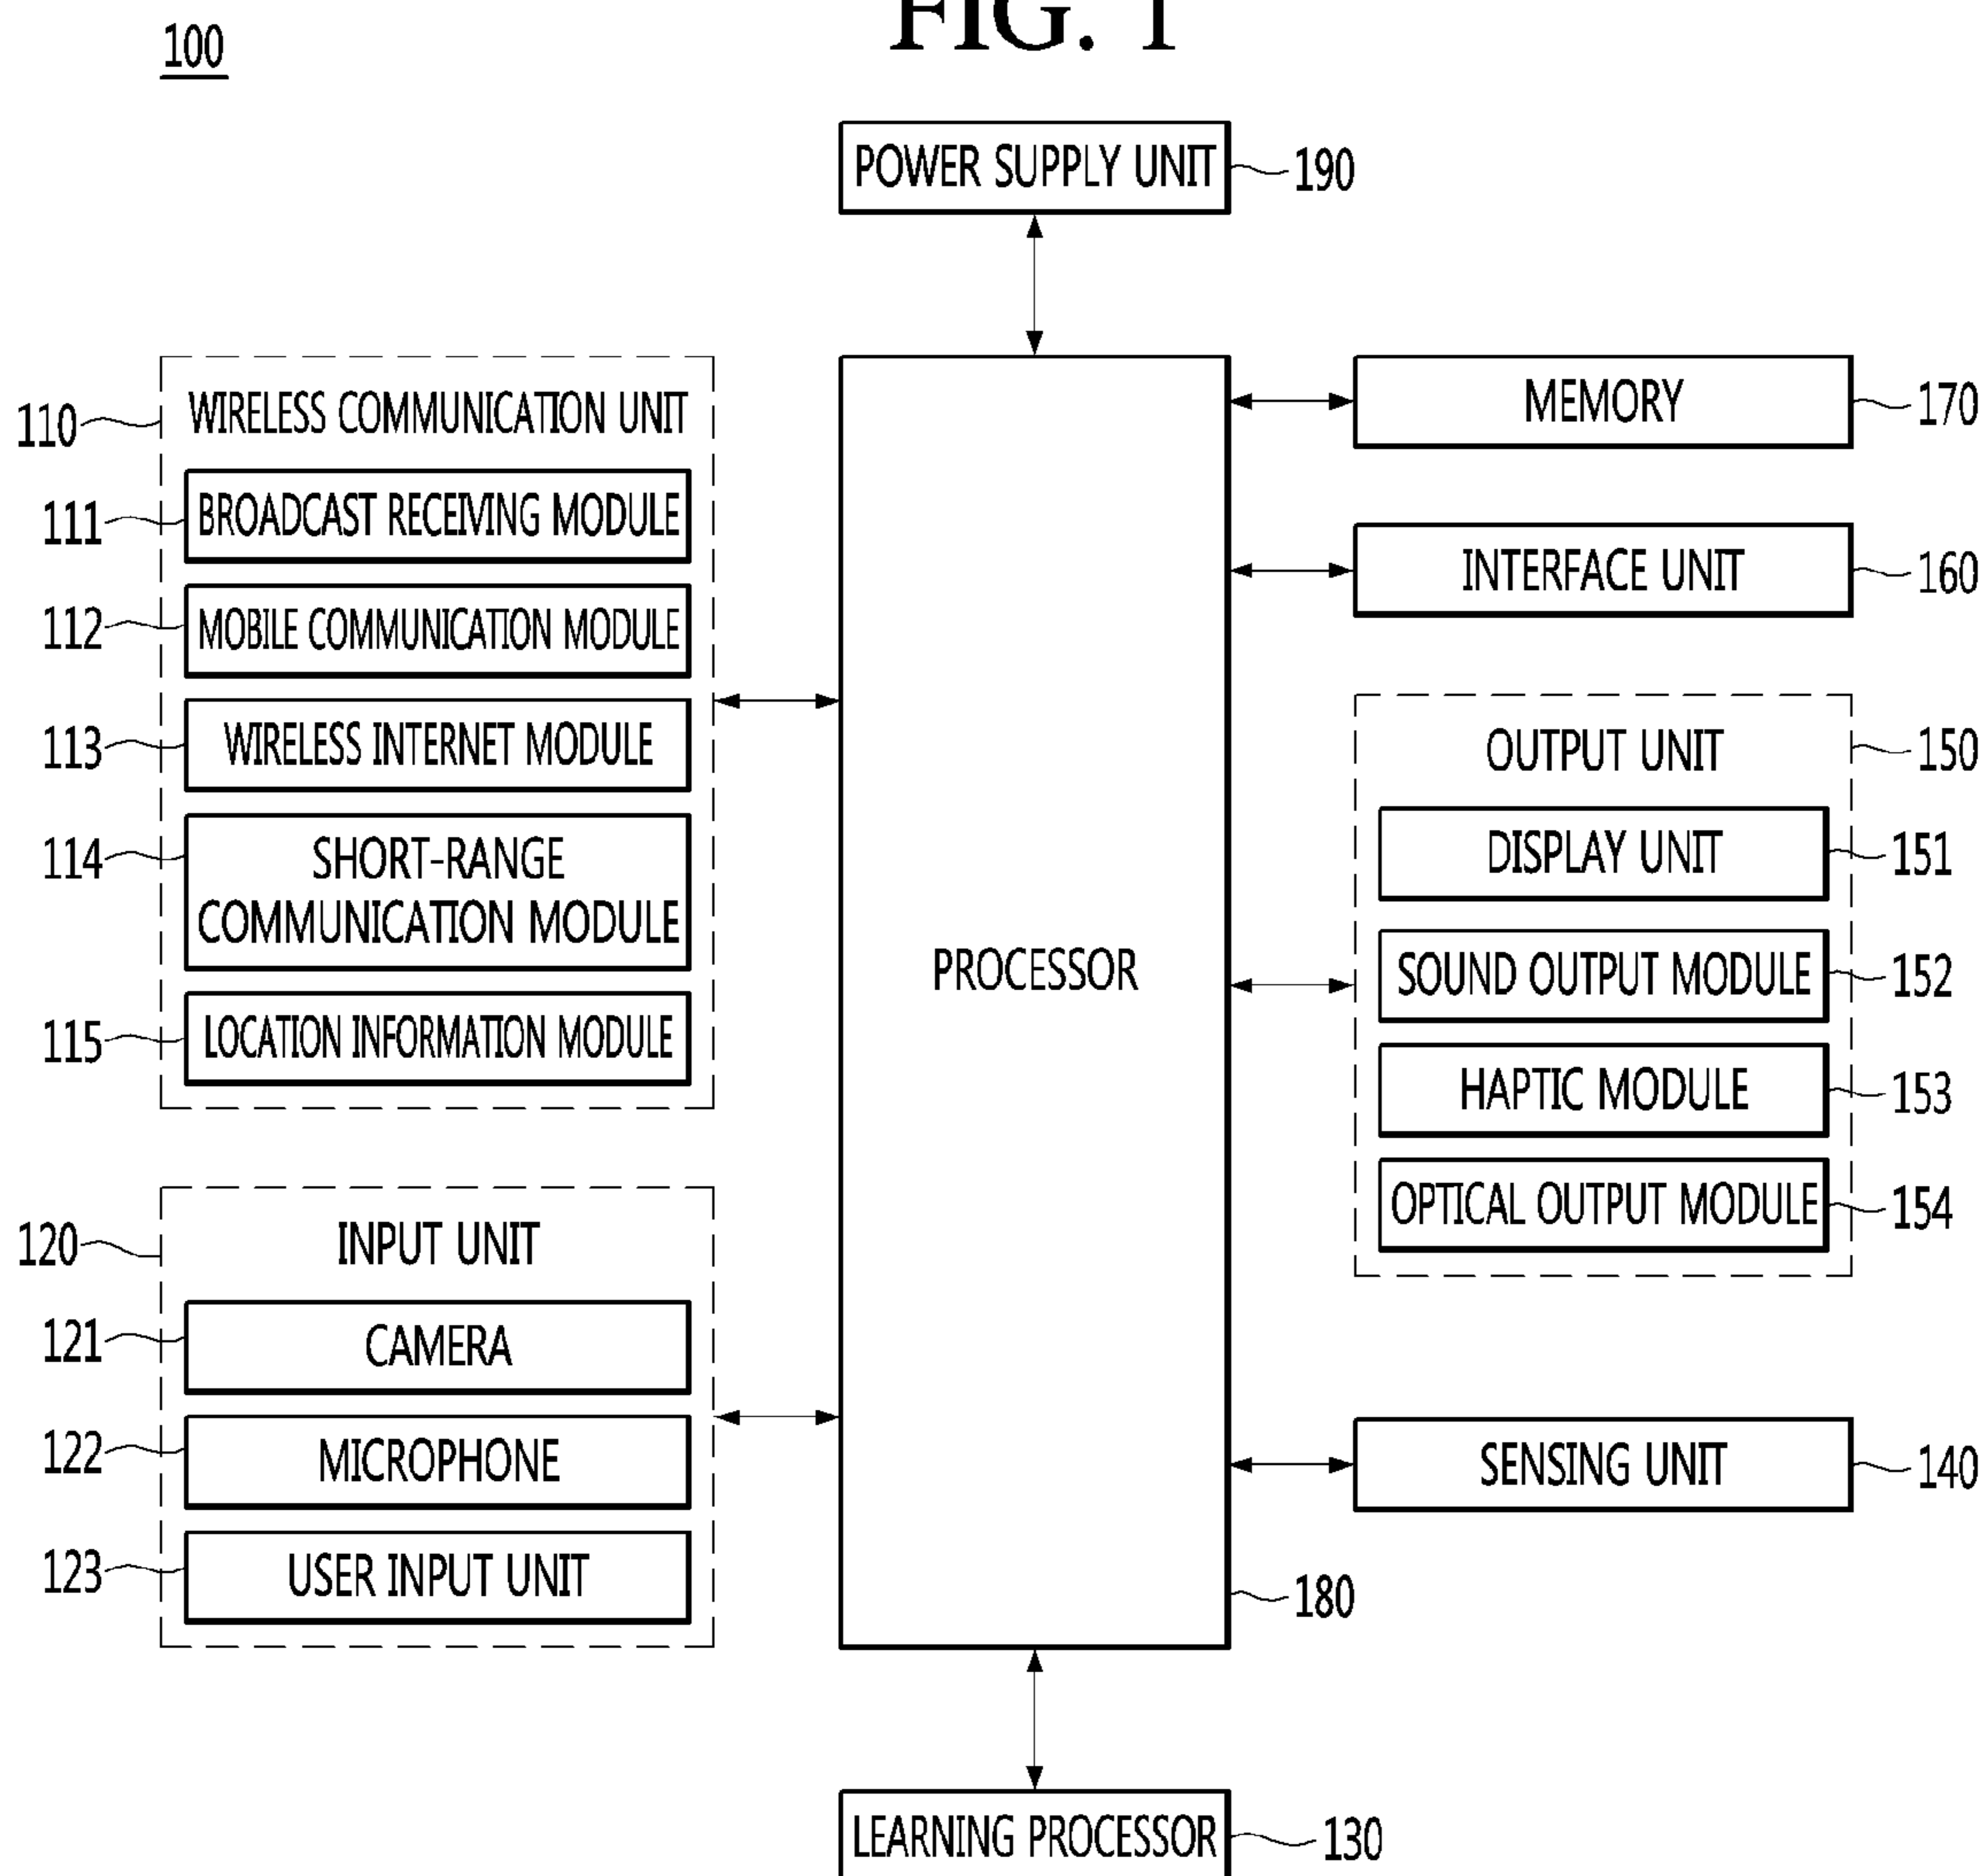 FIG. 1
100
POWER SUPPLY UNIT
190
110
WIRELESS COMMUNICATION UNIT
111
BROADCAST RECEIVING MODULE
112
MOBILE COMMUNICATION MODULE
113
WIRELESS INTERNET MODULE
114
SHORT-RANGE
COMMUNICATION MODULE
115
LOCATION INFORMATION MODULE
120
INPUT UNIT
121
CAMERA
122
MICROPHONE
123
USER INPUT UNIT
PROCESSOR
180
MEMORY
170
INTERFACE UNIT
160
OUTPUT UNIT
150
DISPLAY UNIT
151
SOUND OUTPUT MODULE
152
HAPTIC MODULE
153
OPTICAL OUTPUT MODULE
154
SENSING UNIT
140
LEARNING PROCESSOR
130